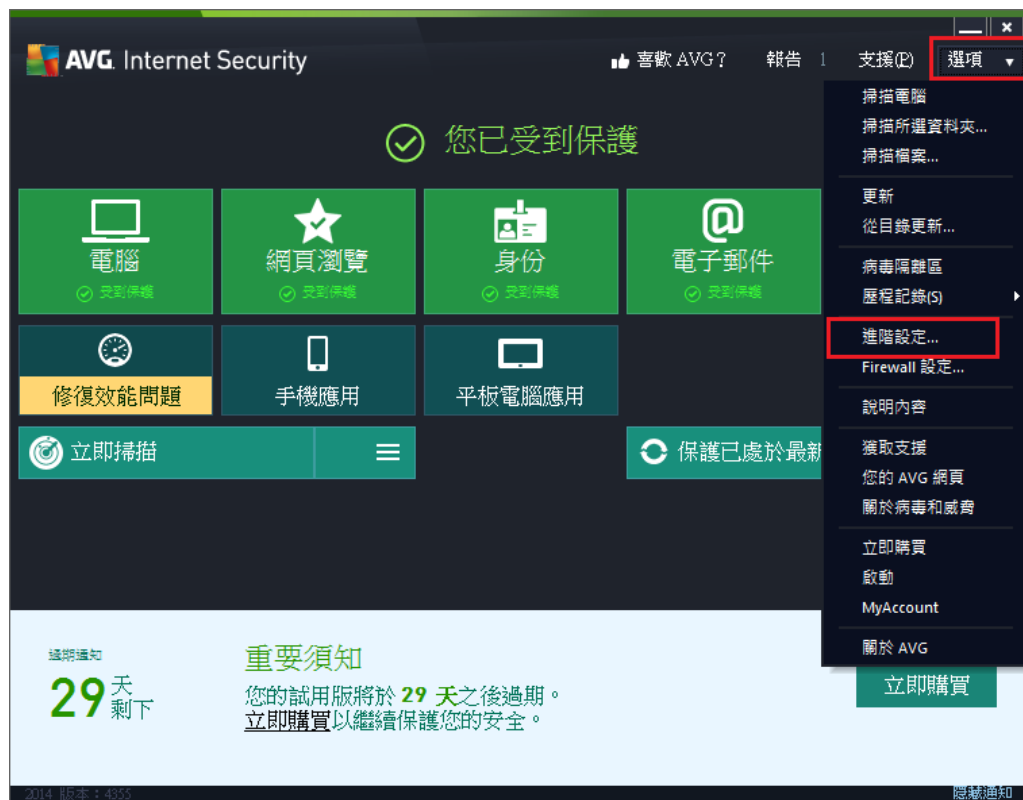 AVG. Internet Security
喜歡 AVG？
報告 1
支援(P)
選項
您已受到保護
電腦
受到保護
網頁瀏覽
受到保護
身份
受到保護
電子郵件
受到保護
修復效能問題
手機應用
平板電腦應用
立即掃描
保護已處於最新
掃描電腦
掃描所選資料夾...
掃描檔案...
更新
從目錄更新...
病毒隔離區
歷程記錄(S)
進階設定...
Firewall 設定...
說明內容
獲取支援
您的 AVG 網頁
關於病毒和威脅
立即購買
啟動
MyAccount
關於 AVG
過期通知
29 天
剩下
重要須知
您的試用版將於 29 天之後過期。
立即購買以繼續保護您的安全。
立即購買
2014 版本：4355
隱藏通知